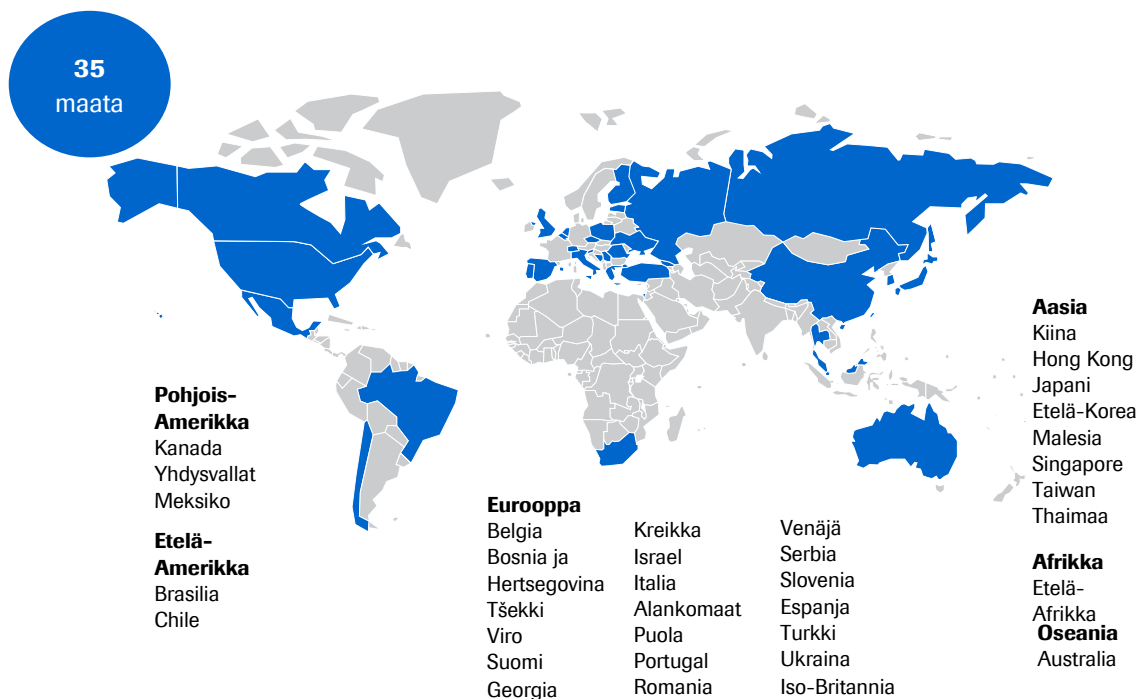 35
maata
Pohjois-
Amerikka
Kanada
Yhdysvallat
Meksiko
Etelä-
Amerikka
Brasilia
Chile
Eurooppa
Belgia
Bosnia ja
Hertsegovina
Tšekki
Viro
Suomi
Georgia
Kreikka
Israel
Italia
Alankomaat
Puola
Portugal
Romania
Venäjä
Serbia
Slovenia
Espanja
Turkki
Ukraina
Iso-Britannia
Aasia
Kiina
Hong Kong
Japani
Etelä-Korea
Malesia
Singapore
Taiwan
Thaimaa
Afrikka
Etelä-
Afrikka
Oseania
Australia